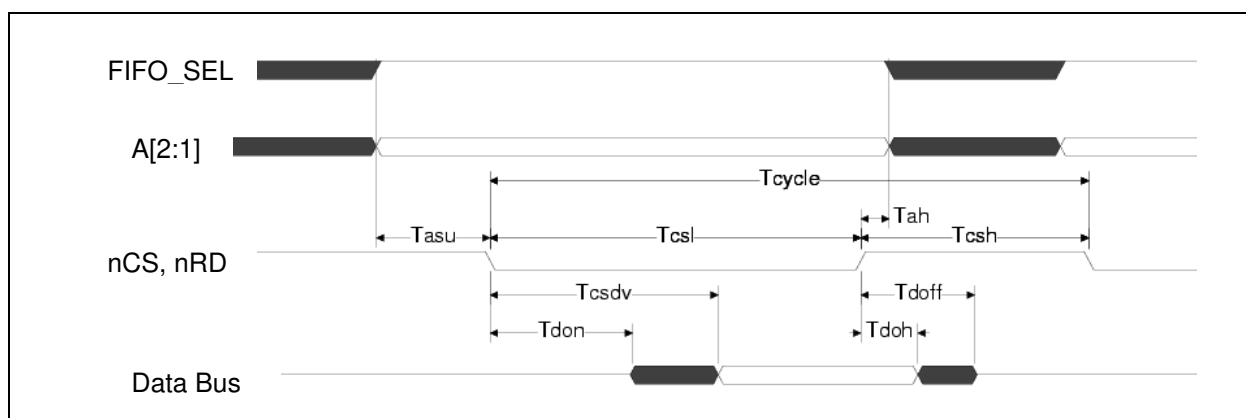 FIFO_SEL
A[2:1]
Tcycle
Tah
Tasu
Tcsl
Tcsh
nCS, nRD
Tcsdv
Tdoff
Tdon
Tdoh
Data Bus